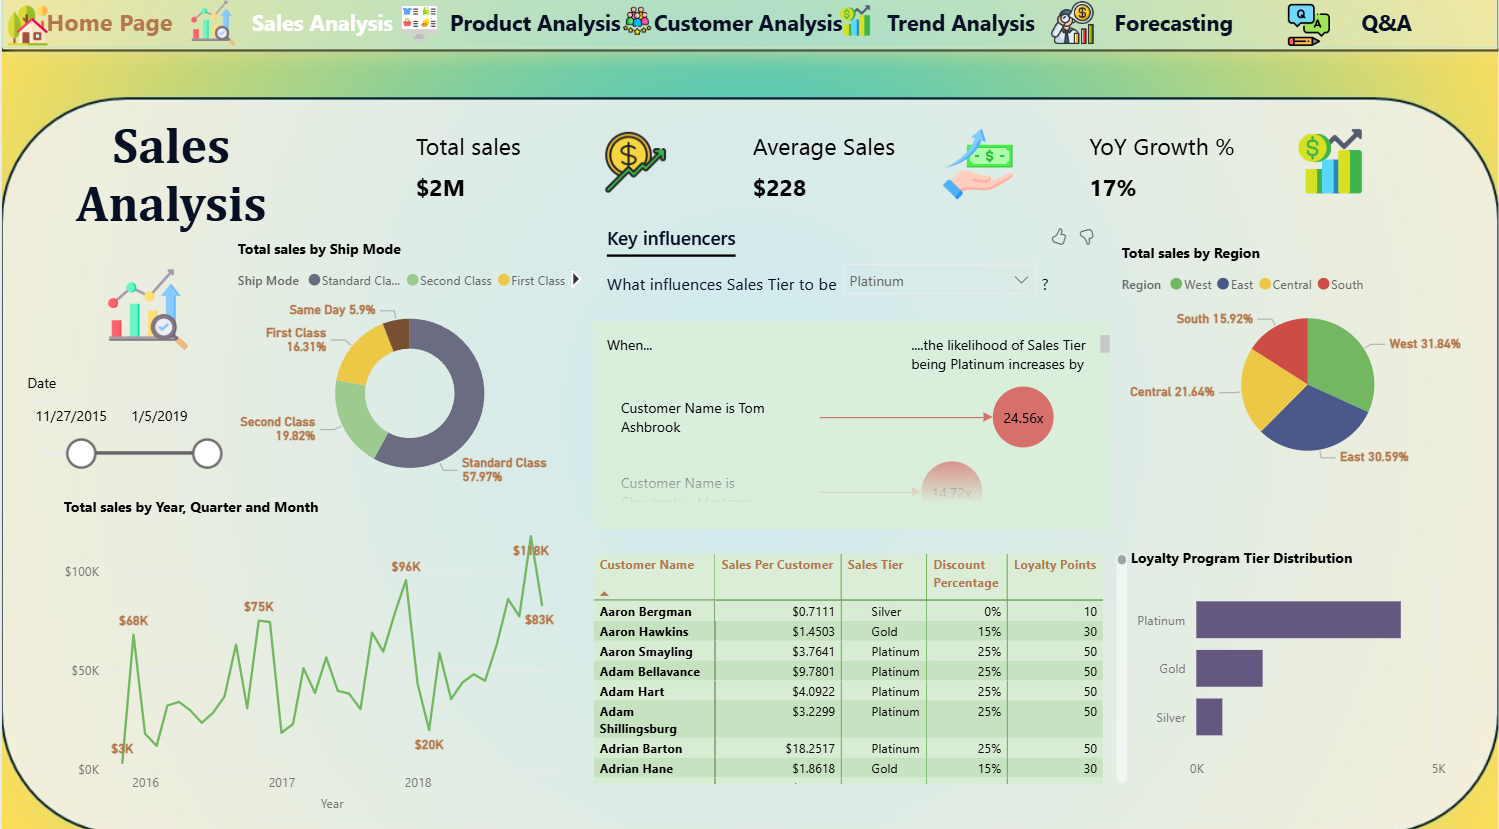 Home Page
Sales Analysis
Product Analysis
Customer Analysis
Trend Analysis
Forecasting
Q&A
Sales
Analysis
Total sales
$2M
Average Sales
$228
YoY Growth %
17%
Total sales by Ship Mode
Ship Mode Standard Cla... Second Class First Class
Same Day 5.9%
First Class
16.31%
Second Class
19.82%
Standard Class
57.97%
Date
11/27/2015 1/5/2019
Key influencers
What influences Sales Tier to be Platinum ?
When...
....the likelihood of Sales Tier
being Platinum increases by
Customer Name is Tom
Ashbrook
24.56x
Customer Name is
14.72x
Total sales by Region
Region West East Central South
South 15.92%
West 31.84%
Central 21.64%
East 30.59%
Total sales by Year, Quarter and Month
$100K
$50K
$0K
$3K
$68K
$75K
$96K
$20K
$118K
$83K
2016 2017 2018
Year
Customer Name Sales Per Customer Sales Tier Discount Percentage Loyalty Points
Aaron Bergman $0.7111 Silver 0% 10
Aaron Hawkins $1.4503 Gold 15% 30
Aaron Smayling $3.7641 Platinum 25% 50
Adam Bellavance $9.7801 Platinum 25% 50
Adam Hart $4.0922 Platinum 25% 50
Adam Shillingsburg $3.2299 Platinum 25% 50
Adrian Barton $18.2517 Platinum 25% 50
Adrian Hane $1.8618 Gold 15% 30
Loyalty Program Tier Distribution
Platinum
Gold
Silver
0K 5K